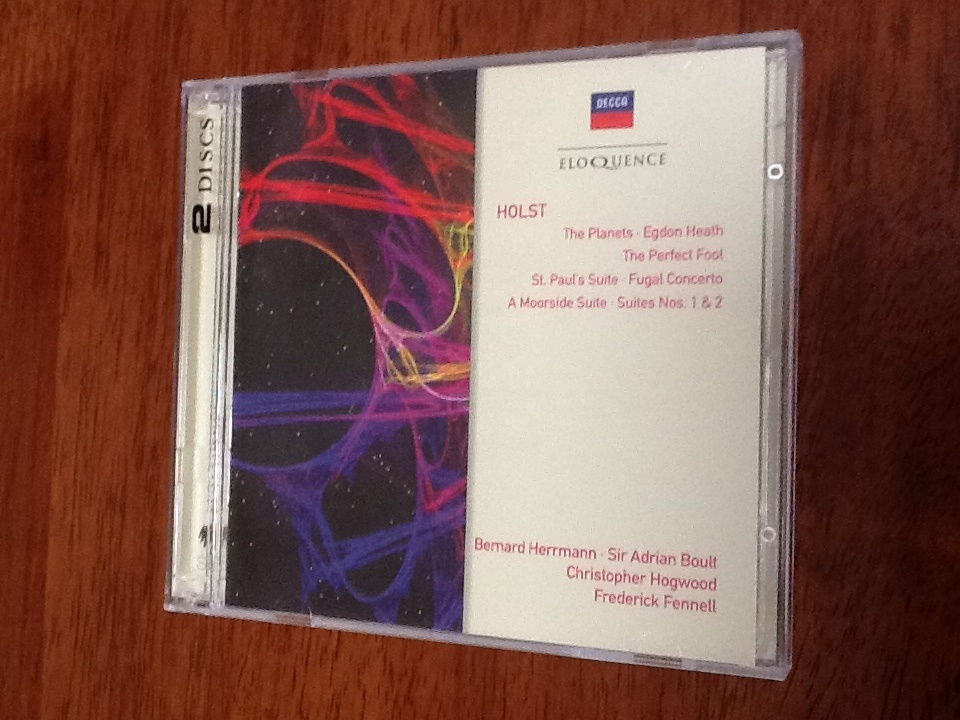 2 DISCS
DECCA
ELOQUENCE
HOLST
The Planets · Egdon Heath
The Perfect Fool
St. Paul's Suite · Fugal Concerto
A Moorside Suite · Suites Nos. 1 & 2
Bernard Herrmann · Sir Adrian Boult
Christopher Hogwood
Frederick Fennell